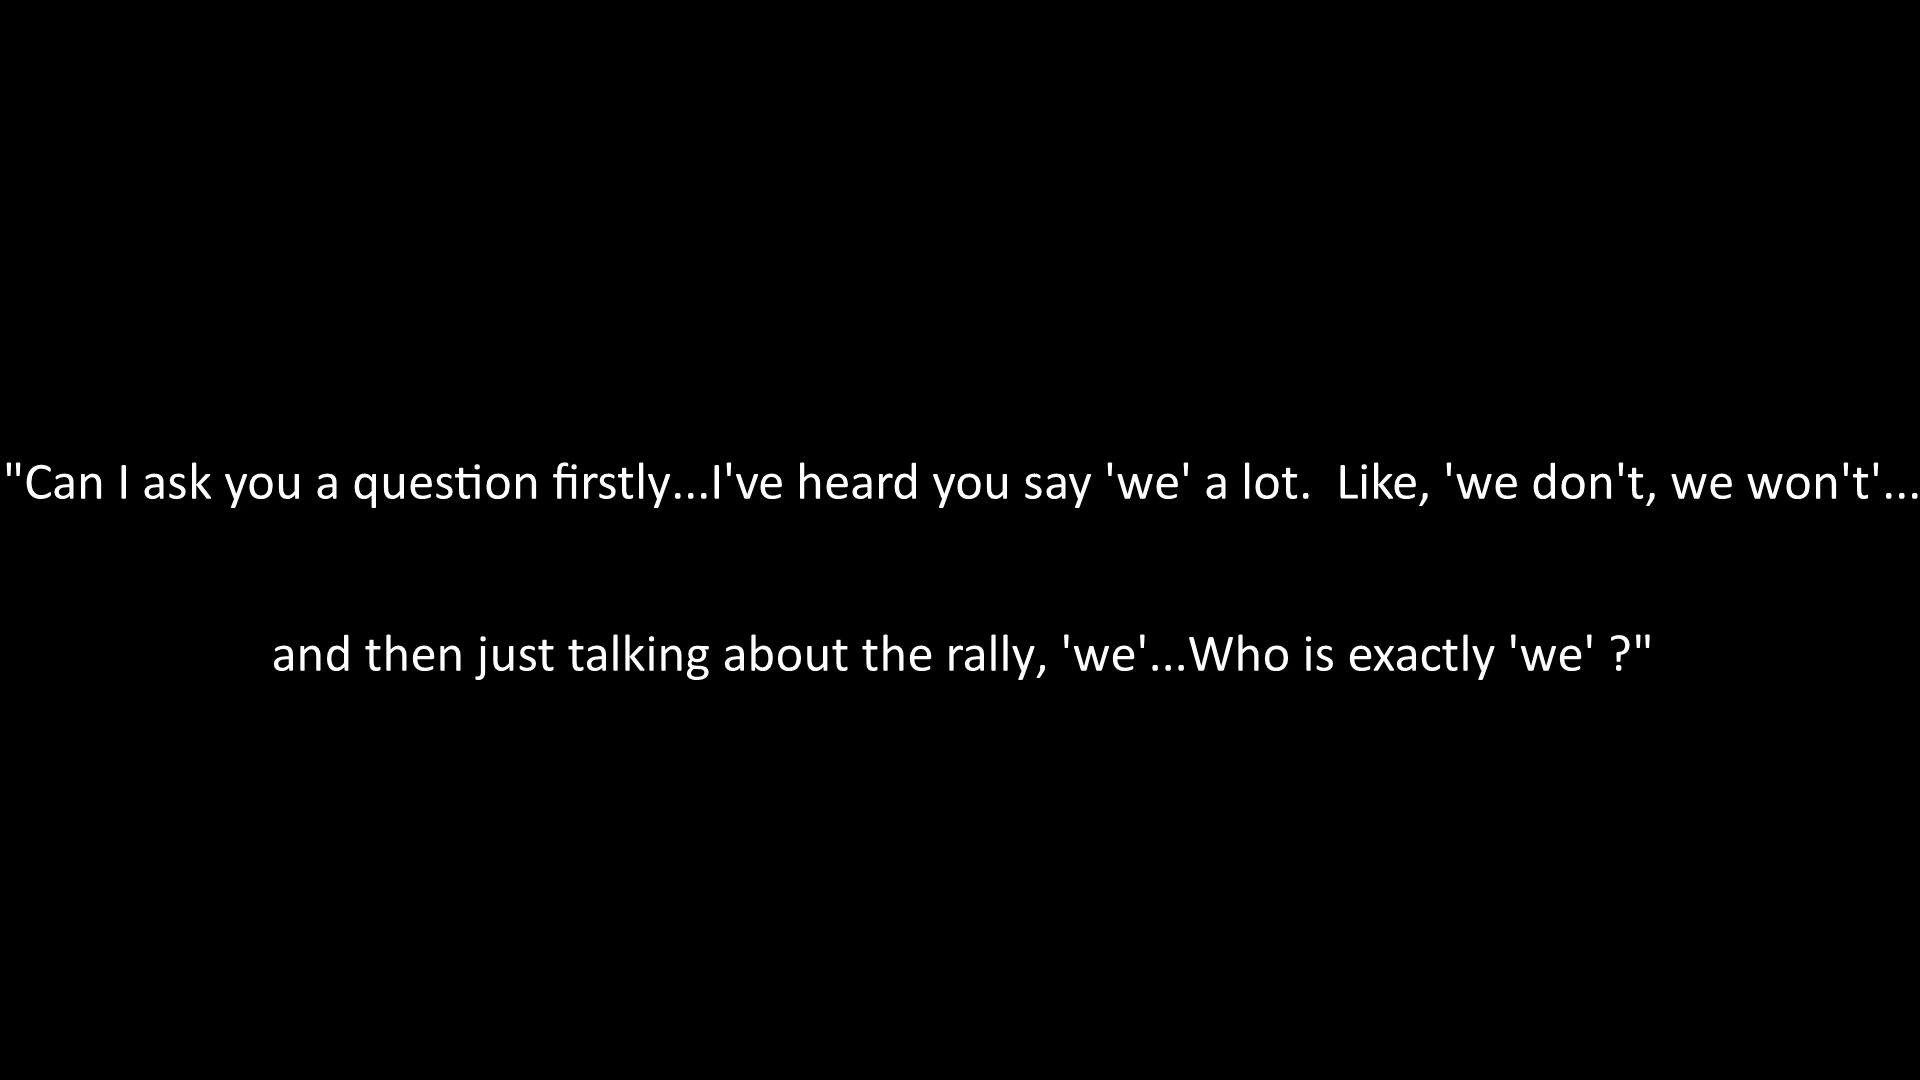 "Can I ask you a question firstly...I've heard you say 'we' a lot.  Like, 'we don't, we won't'...
and then just talking about the rally, 'we'...Who is exactly 'we' ?"